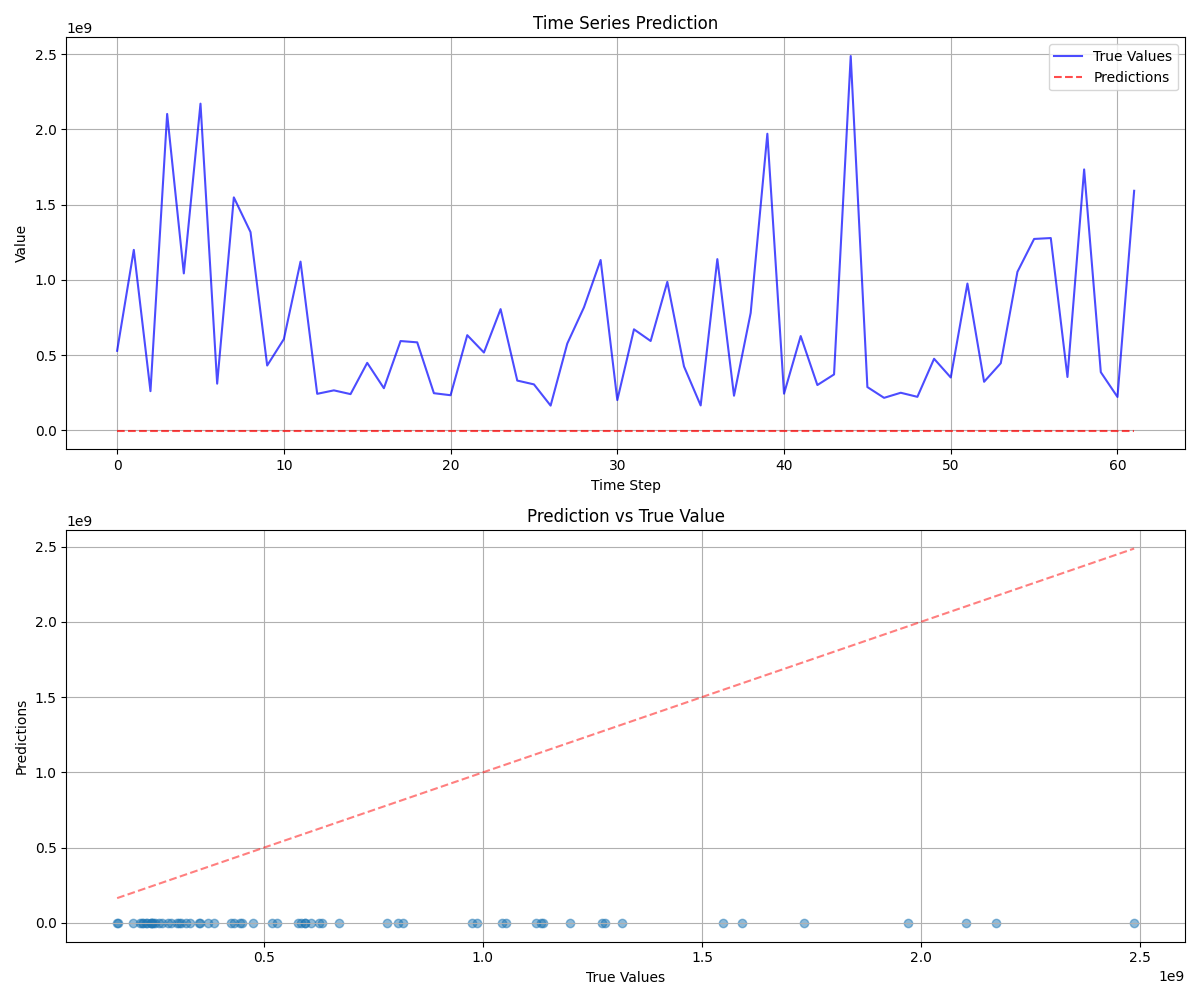 Time Series Prediction
1e9
2.5
2.0
1.5
1.0
0.5
0.0
Value
True Values
Predictions
0 10 20 30 40 50 60
Time Step
Prediction vs True Value
1e9
2.5
2.0
1.5
1.0
0.5
0.0
Predictions
0.5 1.0 1.5 2.0 2.5
1e9
True Values